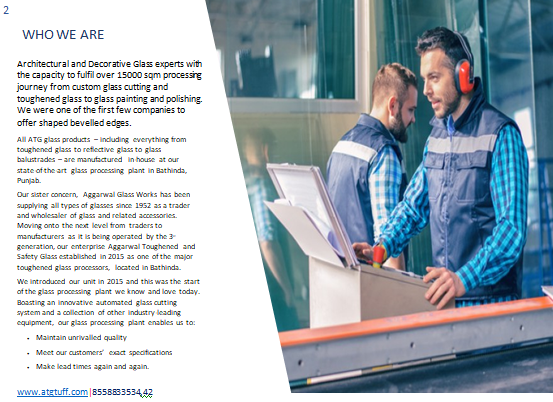 2
WHO WE ARE
Architectural and Decorative Glass experts with
the capacity to fulfil over 15000 sqm processing
journey from custom glass cutting and
toughened glass to glass painting and polishing.
We were one of the first few companies to
offer shaped bevelled edges.
All ATG glass products – including everything from
toughened glass to reflective glass to glass
balustrades – are manufactured in house at our
state of the art glass processing plant in Bathinda,
Punjab.
Our sister concern, Aggarwal Glass Works has been
supplying all types of glasses since 1952 as a trader
and wholesaler of glass and related accessories.
Moving onto the next level from traders to
manufacturers as it is being operated by the 3-
generation, our enterprise Aggarwal Toughened and
Safety Glass established in 2015 as one of the major
toughened glass processors, located in Bathinda.
We introduced our unit in 2015 and this was the start
of the glass processing plant we know and love today.
Boasting an innovative automated glass cutting
system and a collection of other industry-leading
equipment, our glass processing plant enables us to:
• Maintain unrivalled quality
• Meet our customers' exact specifications
• Make lead times again and again.
www.atgtuff.com|8558833534,42